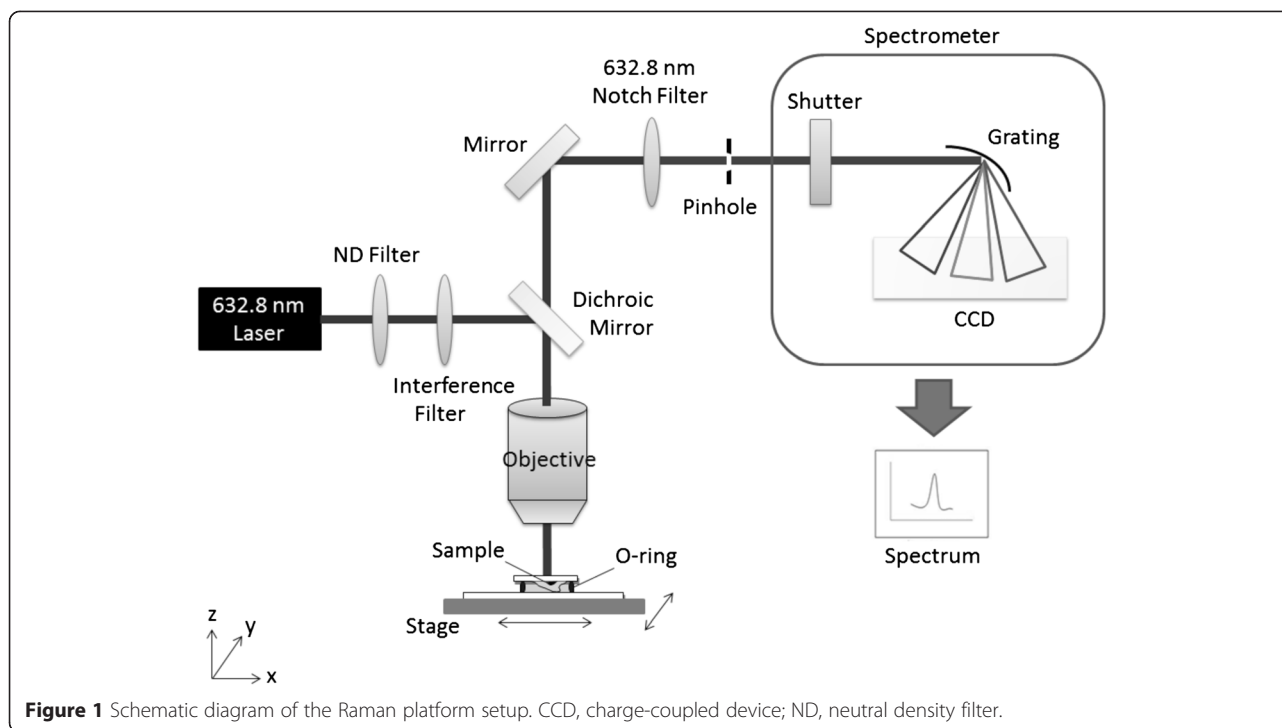 Spectrometer
632.8 nm
Notch Filter
Shutter
Mirror
Grating
Pinhole
ND Filter
632.8 nm
Laser
Dichroic
Mirror
CCD
Interference
Filter
Objective
Sample
O-ring
Spectrum
Stage
z
y
x
Figure 1 Schematic diagram of the Raman platform setup. CCD, charge-coupled device; ND, neutral density filter.